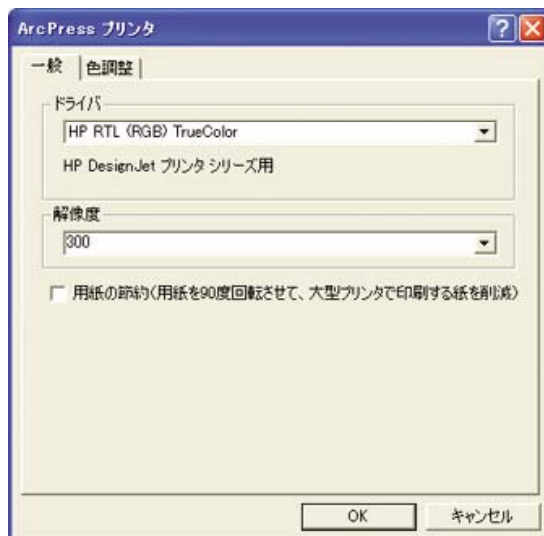 ArcPress プリンタ
一般 色調整
ドライバ
HP RTL (RGB) TrueColor
HP DesignJet プリンタ シリーズ用
解像度
300
用紙の節約(用紙を90度回転させて、大型プリンタで印刷する紙を削減)
OK キャンセル